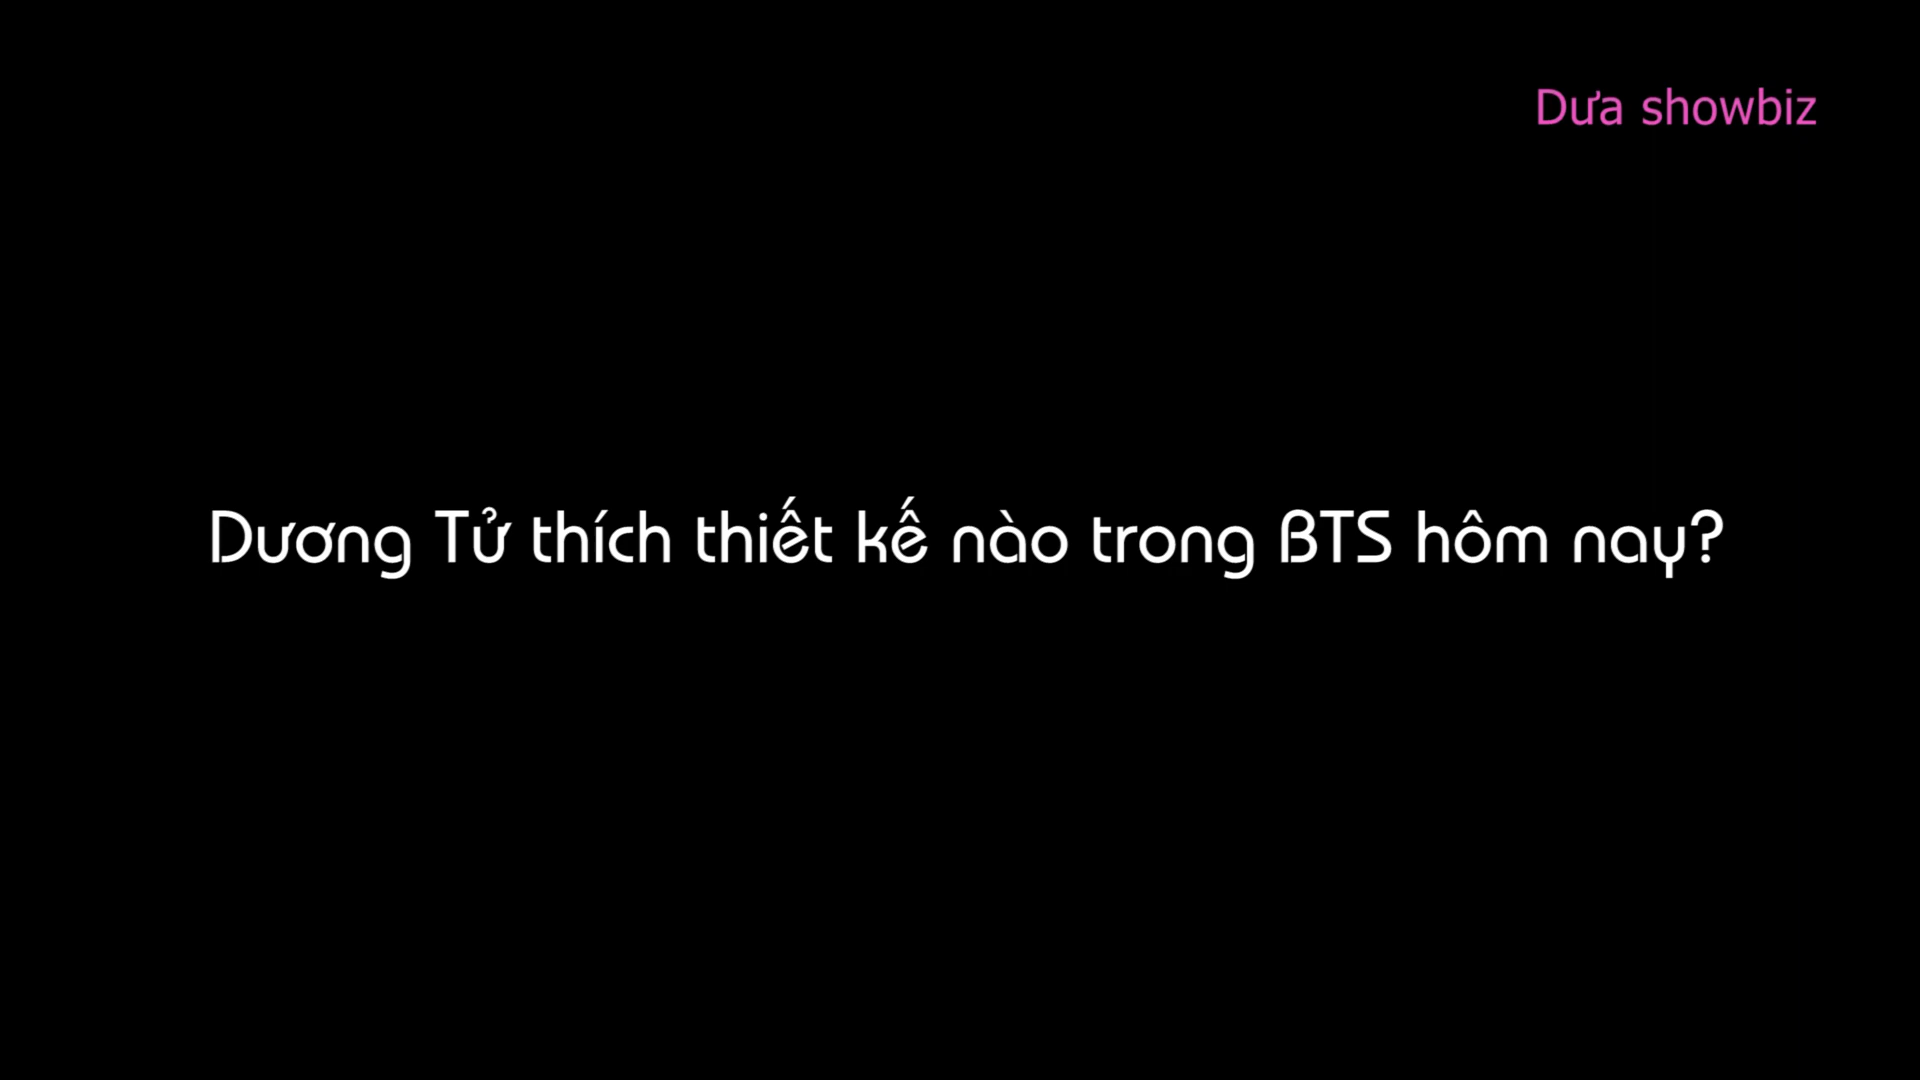 Dưa showbiz
Dương Tử thích thiết kế nào trong BTS hôm nay?